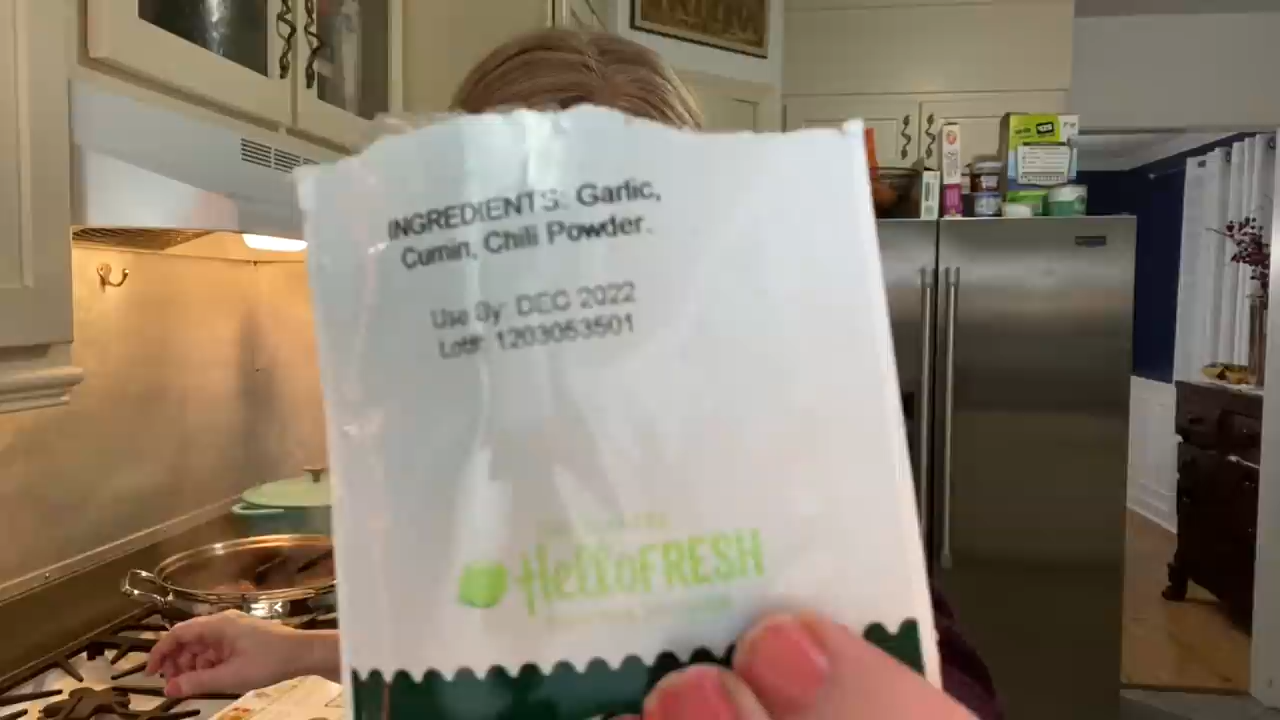 INGREDIENTS: Garlic,
Cumin, Chili Powder.
Use By: DEC 2022
Lot#: 1203053501
HelloFRESH